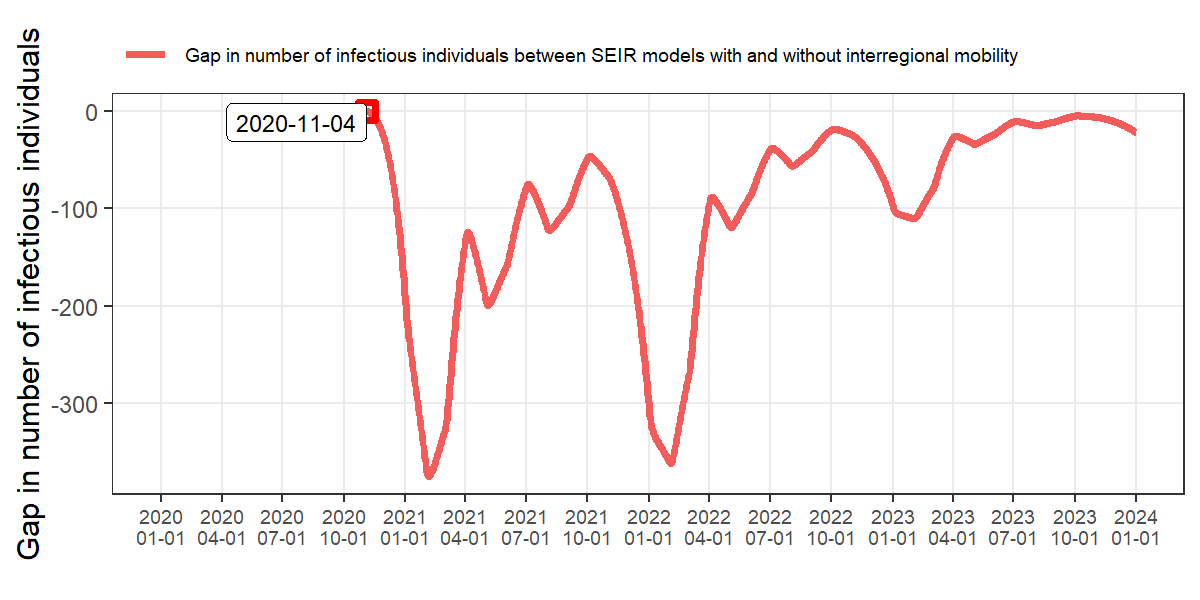 Gap in number of infectious individuals between SEIR models with and without interregional mobility
Gap in number of infectious individuals
0
-100
-200
-300
2020-11-04
2020 2020 2020 2020 2021 2021 2021 2021 2022 2022 2022 2022 2023 2023 2023 2023 2024
01-01 04-01 07-01 10-01 01-01 04-01 07-01 10-01 01-01 04-01 07-01 10-01 01-01 04-01 07-01 10-01 01-01